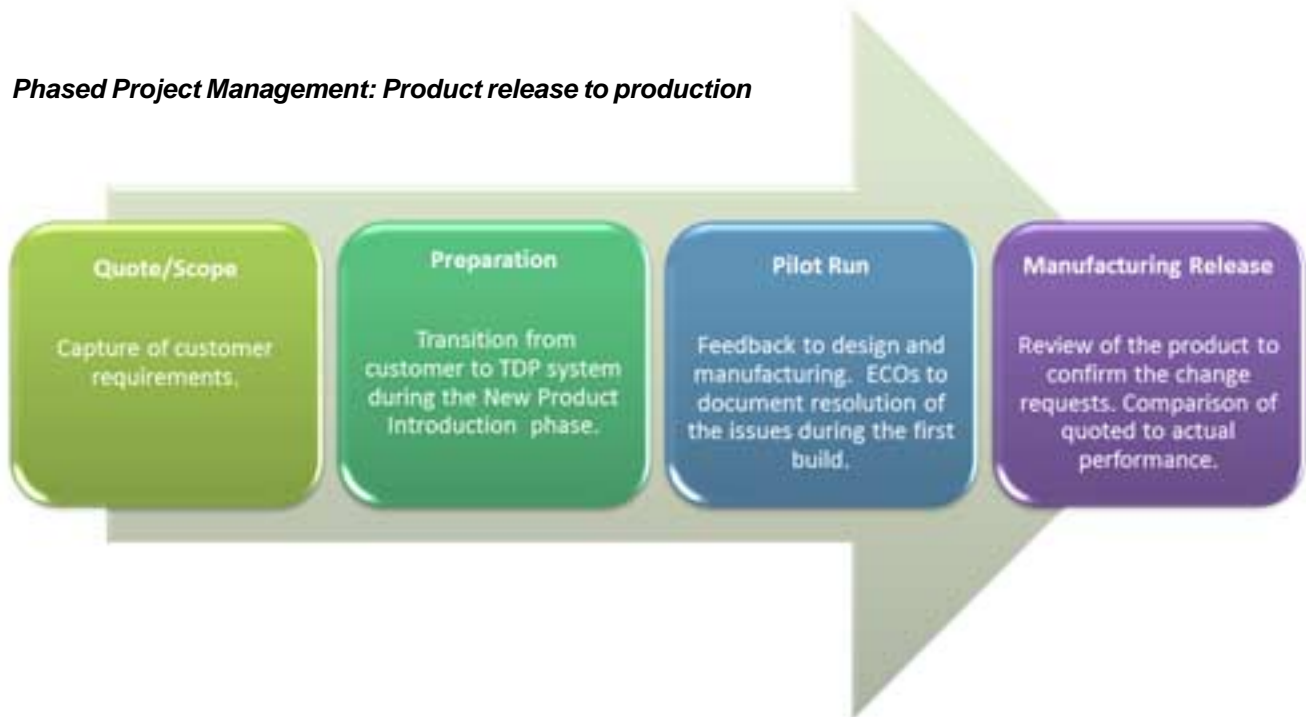 Phased Project Management: Product release to production
Quote/Scope
Capture of customer
requirements.
Preparation
Transition from
customer to TDP system
during the New Product
Introduction phase.
Pilot Run
Feedback to design and
manufacturing. ECOs to
document resolution of
the issues during the first
build.
Manufacturing Release
Review of the product to
confirm the change
requests. Comparison of
quoted to actual
performance.